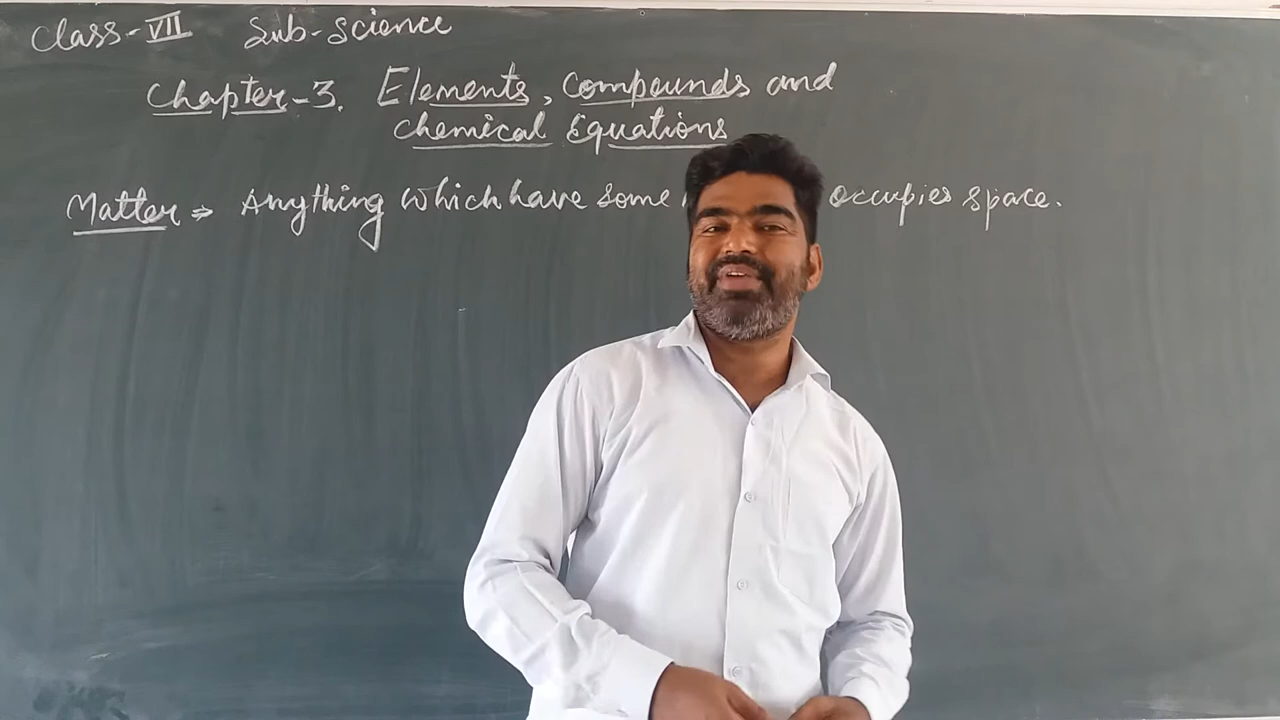 Class-VII Sub-Science
Chapter-3. Elements, Compounds and
Chemical Equations
Matter ⇒ Anything which have some occupies space.